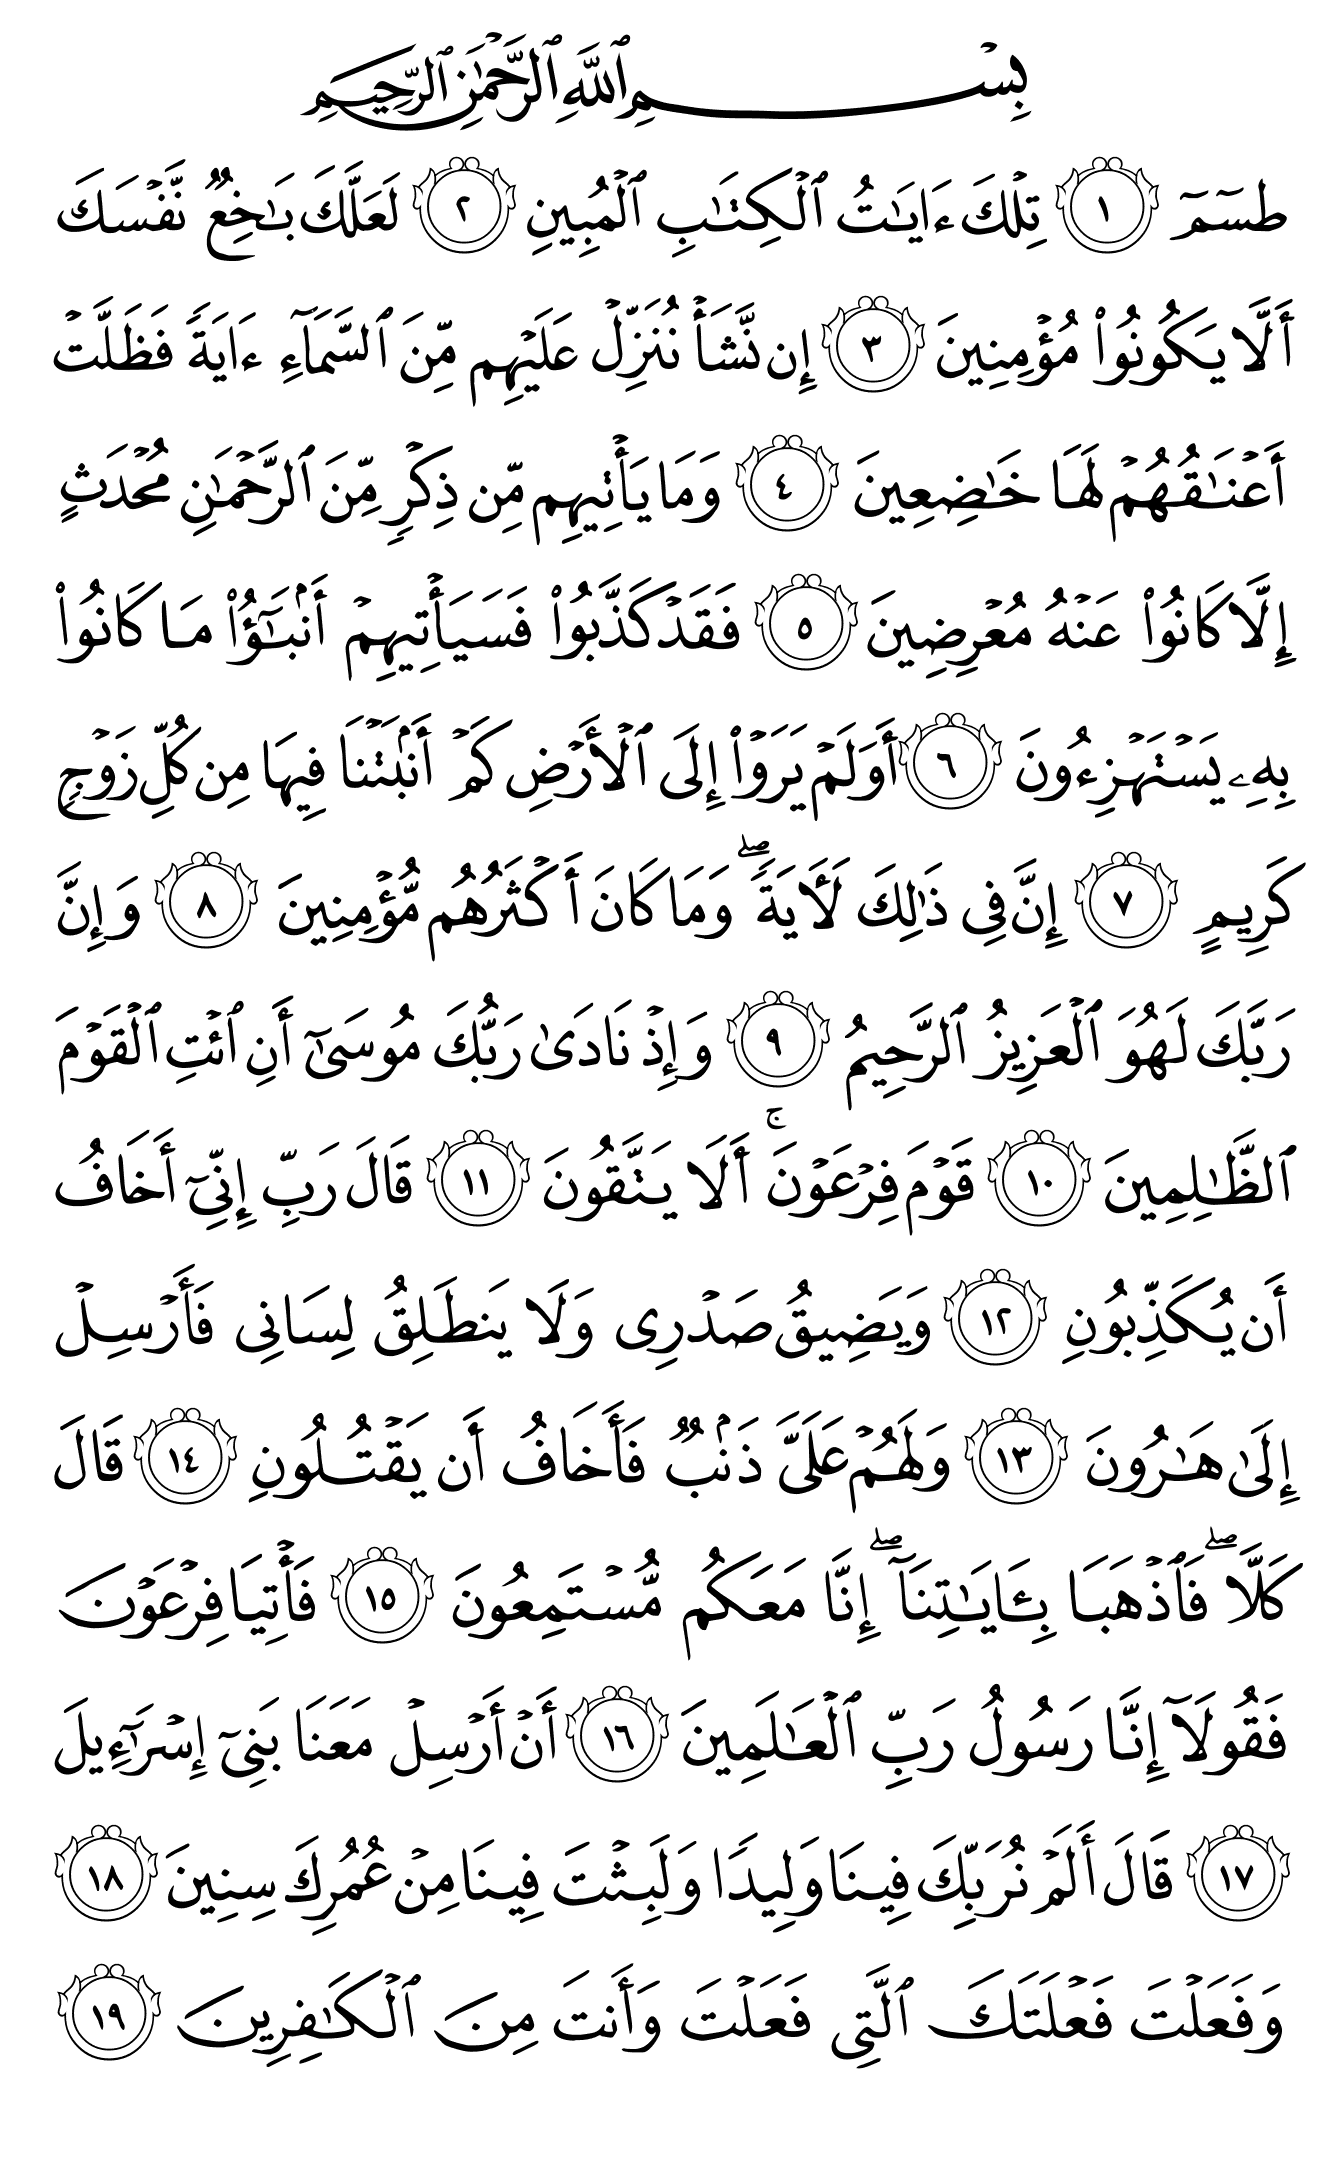 بِسۡمِ ٱللَّهِ ٱلرَّحۡمَٰنِ ٱلرَّحِيمِ
طسٓمٓ ١ تِلۡكَ ءَايَٰتُ ٱلۡكِتَٰبِ ٱلۡمُبِينِ ٢ لَعَلَّكَ بَٰخِعٞ نَّفۡسَكَ
أَلَّا يَكُونُواْ مُؤۡمِنِينَ ٣ إِن نَّشَأۡ نُنَزِّلۡ عَلَيۡهِم مِّنَ ٱلسَّمَآءِ ءَايَةٗ فَظَلَّتۡ
أَعۡنَٰقُهُمۡ لَهَا خَٰضِعِينَ ٤ وَمَا يَأۡتِيهِم مِّن ذِكۡرٖ مِّنَ ٱلرَّحۡمَٰنِ مُحۡدَثٍ
إِلَّا كَانُواْ عَنۡهُ مُعۡرِضِينَ ٥ فَقَدۡ كَذَّبُواْ فَسَيَأۡتِيهِمۡ أَنۢبَٰٓؤُاْ مَا كَانُواْ
بِهِۦ يَسۡتَهۡزِءُونَ ٦ أَوَلَمۡ يَرَوۡاْ إِلَى ٱلۡأَرۡضِ كَمۡ أَنۢبَتۡنَا فِيهَا مِن كُلِّ زَوۡجٖ
كَرِيمٍ ٧ إِنَّ فِي ذَٰلِكَ لَأٓيَةٗۖ وَمَا كَانَ أَكۡثَرُهُم مُّؤۡمِنِينَ ٨ وَإِنَّ
رَبَّكَ لَهُوَ ٱلۡعَزِيزُ ٱلرَّحِيمُ ٩ وَإِذۡ نَادَىٰ رَبُّكَ مُوسَىٰٓ أَنِ ٱئۡتِ ٱلۡقَوۡمَ
ٱلظَّٰلِمِينَ ١٠ قَوۡمَ فِرۡعَوۡنَۚ أَلَا يَتَّقُونَ ١١ قَالَ رَبِّ إِنِّيٓ أَخَافُ
أَن يُكَذِّبُونِ ١٢ وَيَضِيقُ صَدۡرِي وَلَا يَنطَلِقُ لِسَانِي فَأَرۡسِلۡ
إِلَىٰ هَٰرُونَ ١٣ وَلَهُمۡ عَلَيَّ ذَنۢبٞ فَأَخَافُ أَن يَقۡتُلُونِ ١٤ قَالَ
كَلَّاۖ فَٱذۡهَبَا بِـَٔايَٰتِنَآۖ إِنَّا مَعَكُم مُّسۡتَمِعُونَ ١٥ فَأۡتِيَا فِرۡعَوۡنَ
فَقُولَآ إِنَّا رَسُولُ رَبِّ ٱلۡعَٰلَمِينَ ١٦ أَنۡ أَرۡسِلۡ مَعَنَا بَنِيٓ إِسۡرَٰٓءِيلَ
١٧ قَالَ أَلَمۡ نُرَبِّكَ فِينَا وَلِيدٗا وَلَبِثۡتَ فِينَا مِنۡ عُمُرِكَ سِنِينَ ١٨
وَفَعَلۡتَ فَعۡلَتَكَ ٱلَّتِي فَعَلۡتَ وَأَنتَ مِنَ ٱلۡكَٰفِرِينَ ١٩